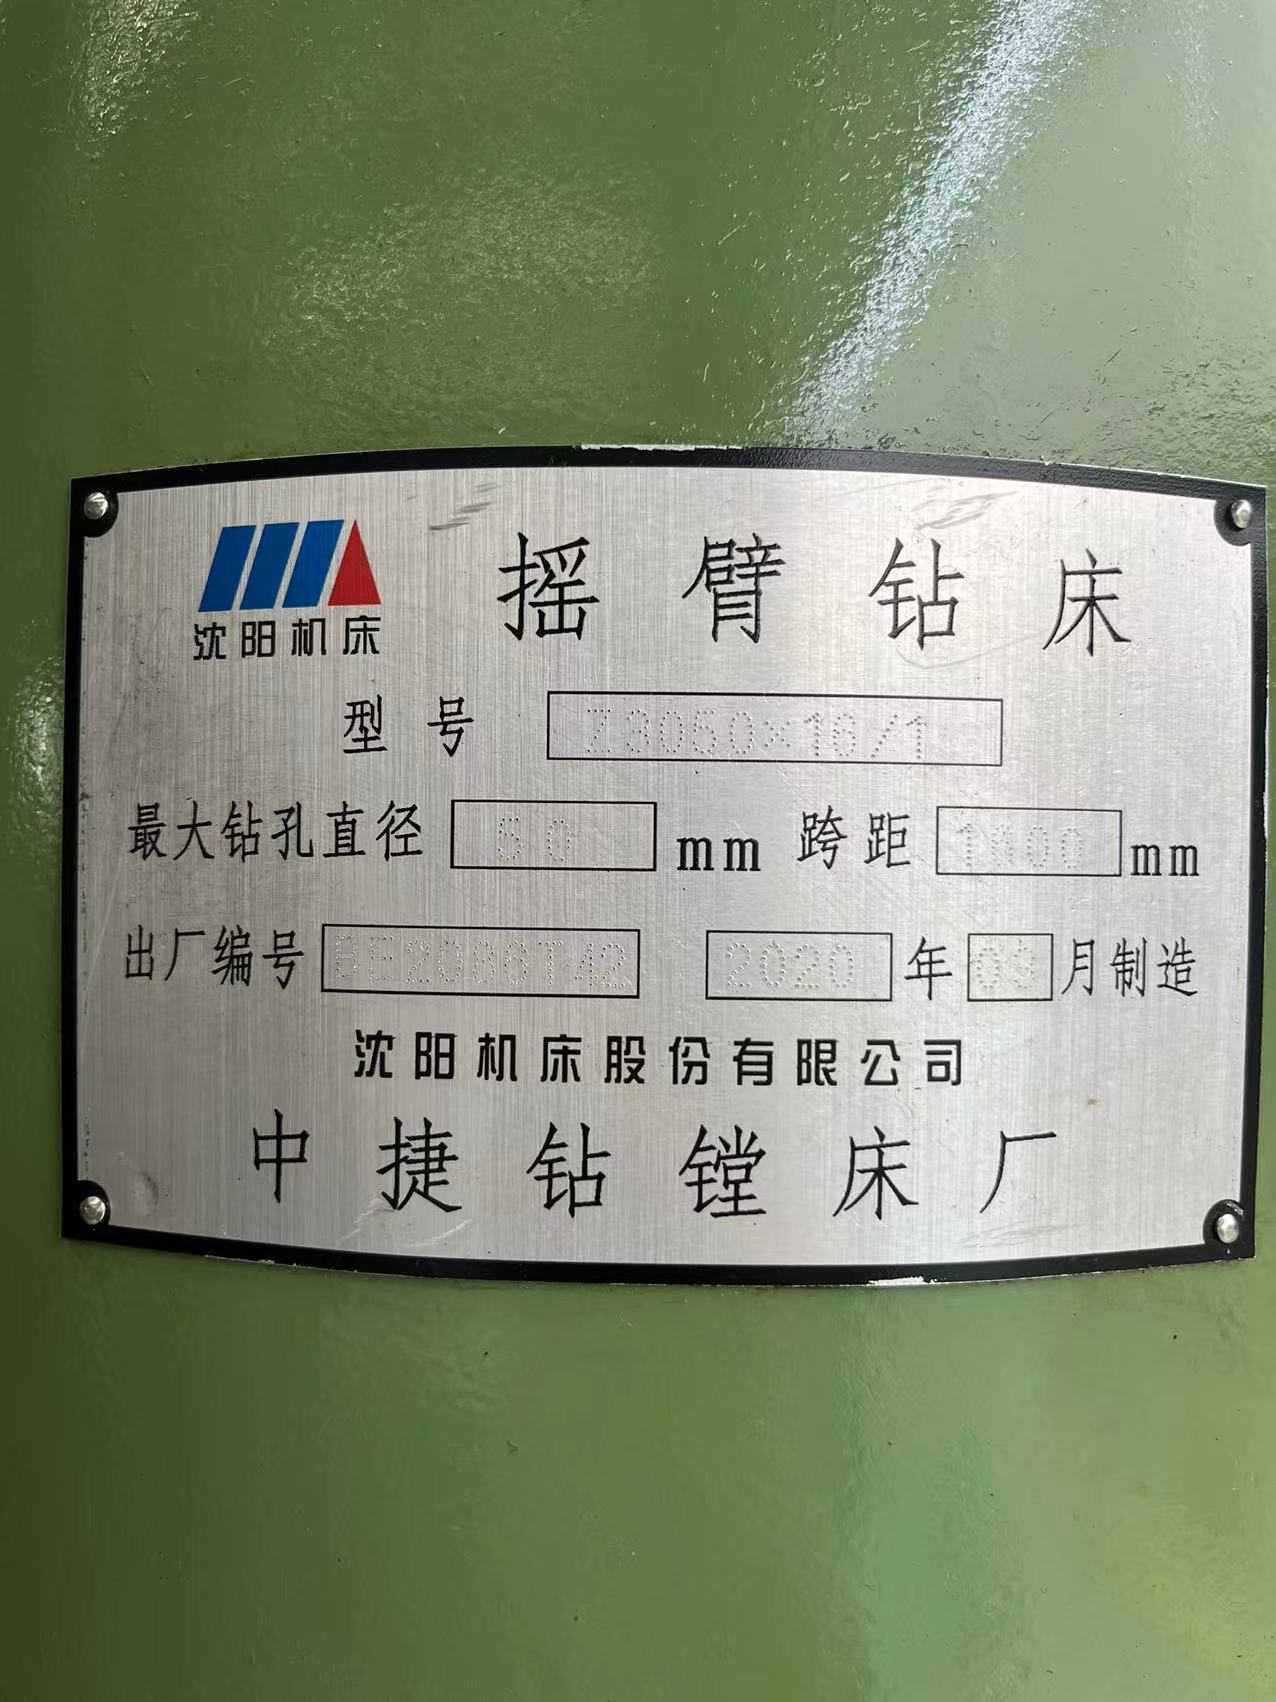 沈阳机床
摇臂钻床
型号 Z3050×16/1
最大钻孔直径 50 mm 跨距 1600 mm
出厂编号 2020 年 月制造
沈阳机床股份有限公司
中捷钻镗床厂